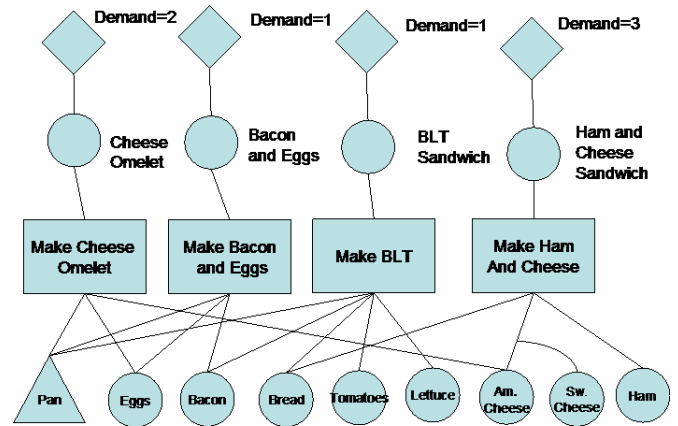 Demand=2
Demand=1
Demand=1
Demand=3
Cheese
Omelet
Bacon
and Eggs
BLT
Sandwich
Ham and
Cheese
Sandwich
Make Cheese
Omelet
Make Bacon
and Eggs
Make BLT
Make Ham
And Cheese
Pan
Eggs
Bacon
Bread
Tomatoes
Lettuce
Am.
Cheese
Sw.
Cheese
Ham